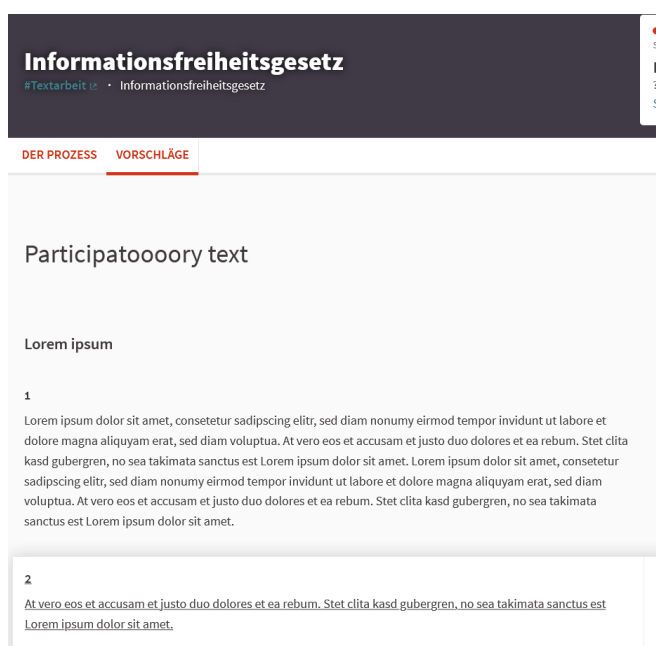 Informationsfreiheitsgesetz
#Textarbeit · Informationsfreiheitsgesetz
DER PROZESS VORSCHLÄGE
Participatoooory text
Lorem ipsum
1
Lorem ipsum dolor sit amet, consetetur sadipscing elitr, sed diam nonumy eirmod tempor invidunt ut labore et
dolore magna aliquyam erat, sed diam voluptua. At vero eos et accusam et justo duo dolores et ea rebum. Stet clita
kasd gubergren, no sea takimata sanctus est Lorem ipsum dolor sit amet. Lorem ipsum dolor sit amet, consetetur
sadipscing elitr, sed diam nonumy eirmod tempor invidunt ut labore et dolore magna aliquyam erat, sed diam
voluptua. At vero eos et accusam et justo duo dolores et ea rebum. Stet clita kasd gubergren, no sea takimata
sanctus est Lorem ipsum dolor sit amet.
2
At vero eos et accusam et justo duo dolores et ea rebum. Stet clita kasd gubergren, no sea takimata sanctus est
Lorem ipsum dolor sit amet.